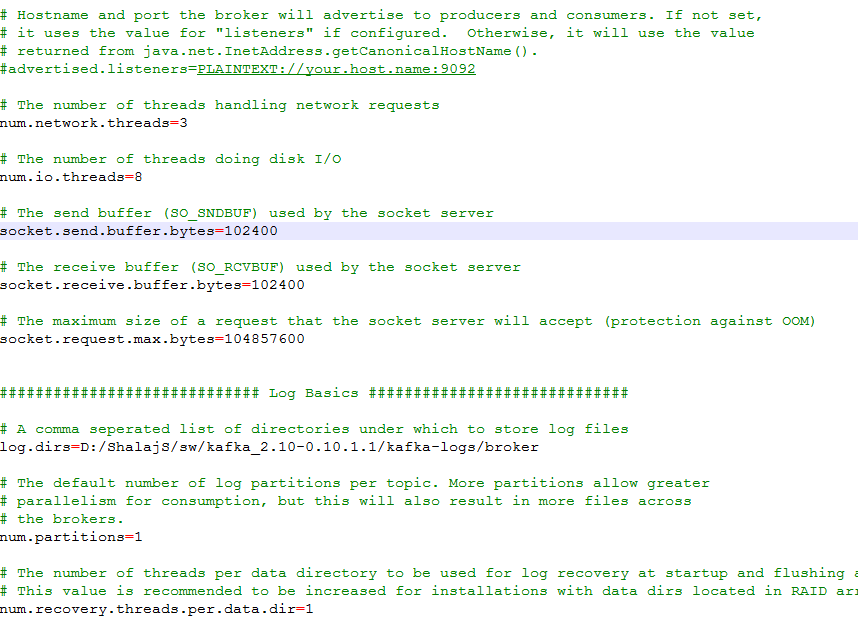 # Hostname and port the broker will advertise to producers and consumers. If not set,
# it uses the value for "listeners" if configured.  Otherwise, it will use the value
# returned from java.net.InetAddress.getCanonicalHostName().
#advertised.listeners=PLAINTEXT://your.host.name:9092
# The number of threads handling network requests
num.network.threads=3
# The number of threads doing disk I/O
num.io.threads=8
# The send buffer (SO_SNDBUF) used by the socket server
socket.send.buffer.bytes=102400
# The receive buffer (SO_RCVBUF) used by the socket server
socket.receive.buffer.bytes=102400
# The maximum size of a request that the socket server will accept (protection against OOM)
socket.request.max.bytes=104857600
############################# Log Basics #############################
# A comma seperated list of directories under which to store log files
log.dirs=D:/ShalajS/sw/kafka_2.10-0.10.1.1/kafka-logs/broker
# The default number of log partitions per topic. More partitions allow greater
# parallelism for consumption, but this will also result in more files across
# the brokers.
num.partitions=1
# The number of threads per data directory to be used for log recovery at startup and flushing
# This value is recommended to be increased for installations with data dirs located in RAID
num.recovery.threads.per.data.dir=1